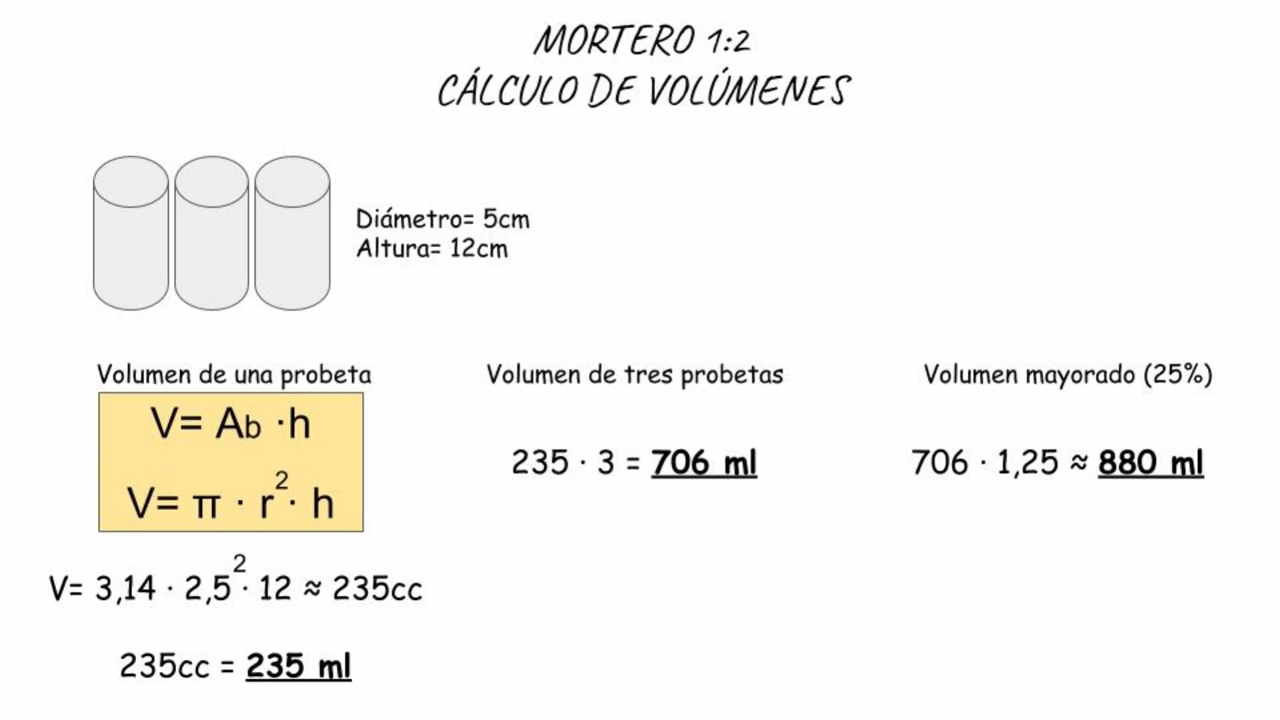 MORTERO 1:2
CÁLCULO DE VOLÚMENES
Diámetro= 5cm
Altura= 12cm
Volumen de una probeta
V= Ab ·h
V= π · r²· h
V= 3,14 · 2,5²· 12 ≈ 235cc
235cc = 235 ml
Volumen de tres probetas
235 · 3 = 706 ml
Volumen mayorado (25%)
706 · 1,25 ≈ 880 ml